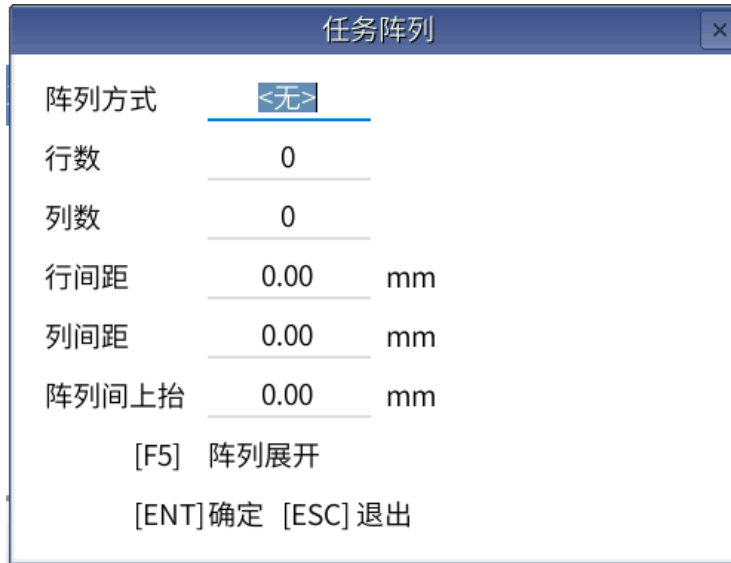 任务阵列
阵列方式 <无>
行数 0
列数 0
行间距 0.00 mm
列间距 0.00 mm
阵列间上抬 0.00 mm
[F5] 阵列展开
[ENT]确定 [ESC]退出